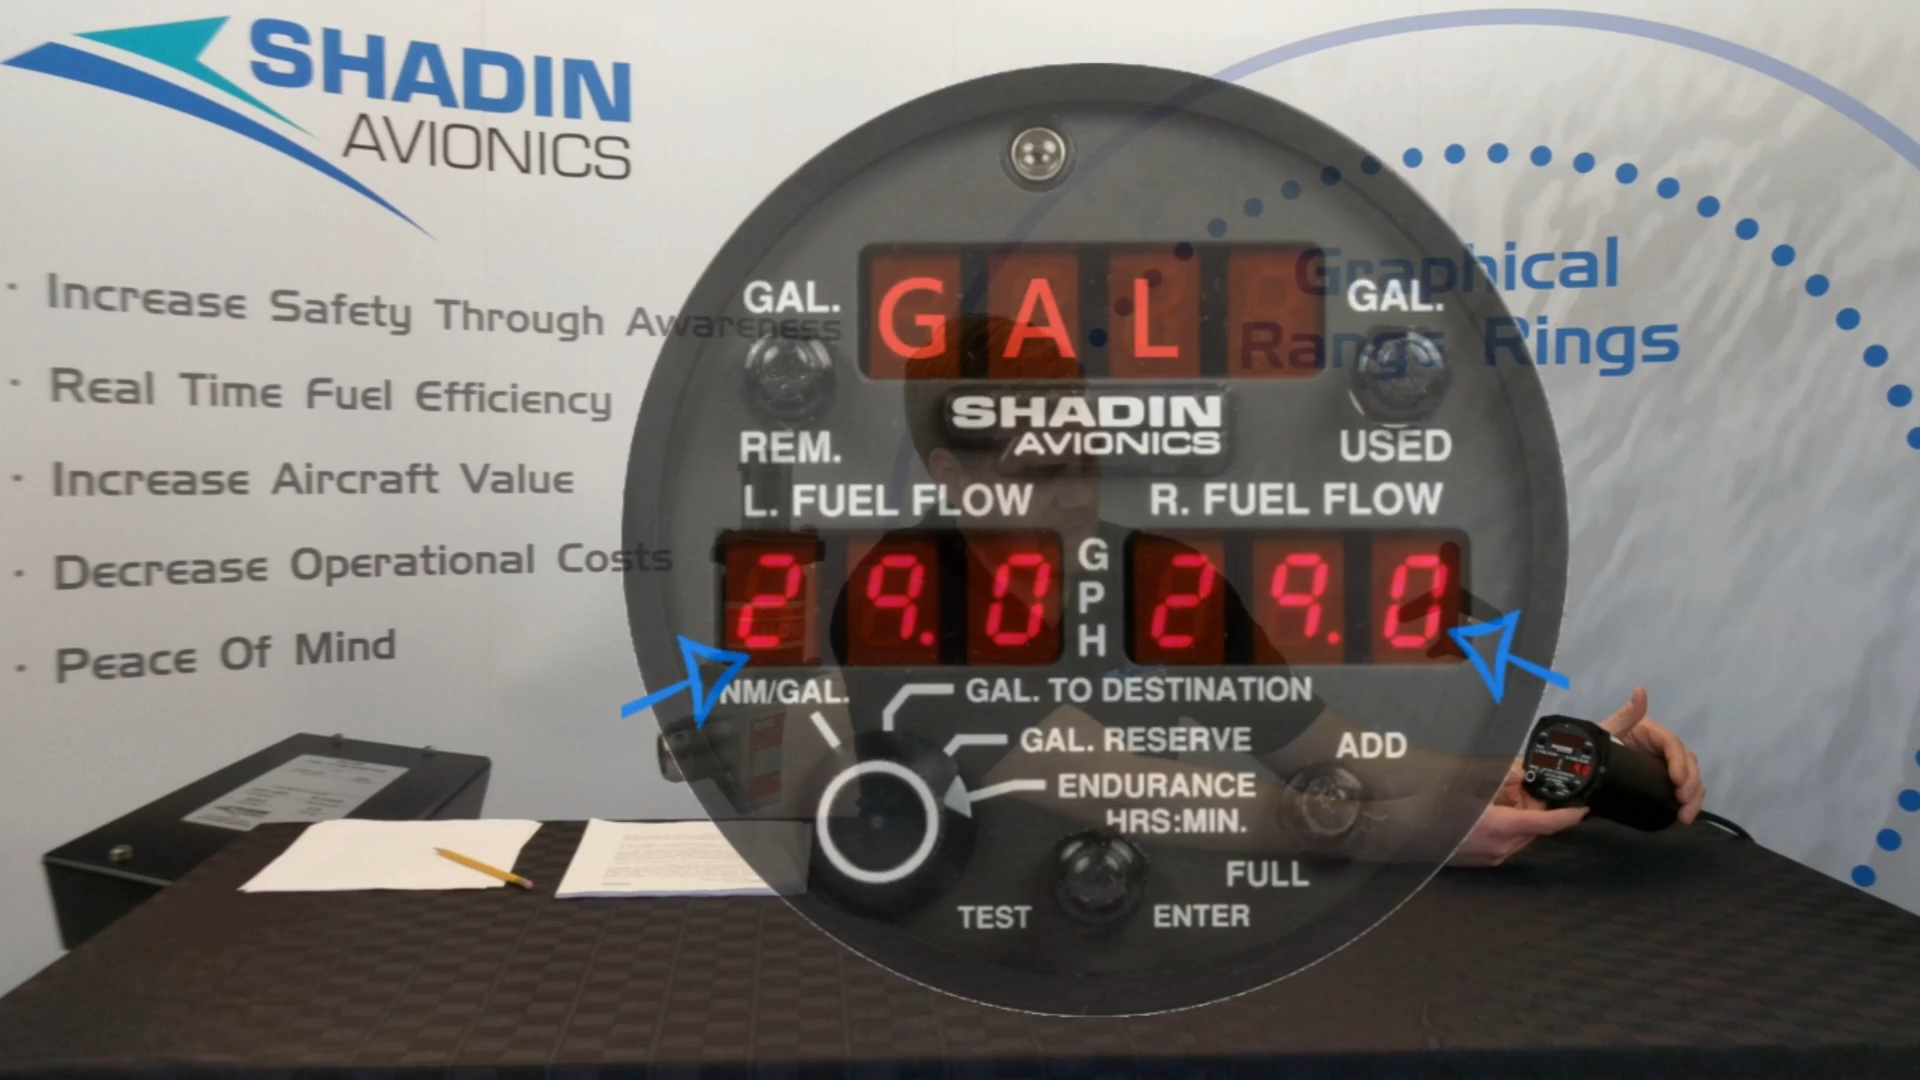 SHADIN
AVIONICS
· Increase Safety Through Awareness
· Real Time Fuel Efficiency
· Increase Aircraft Value
· Decrease Operational Costs
· Peace Of Mind
Graphical
Range Rings
GAL.
GAL
GAL.
SHADIN
AVIONICS
REM.
USED
L. FUEL FLOW
R. FUEL FLOW
29.0
GPH
29.0
NM/GAL.
GAL. TO DESTINATION
GAL. RESERVE
ADD
ENDURANCE
HRS:MIN.
FULL
TEST
ENTER